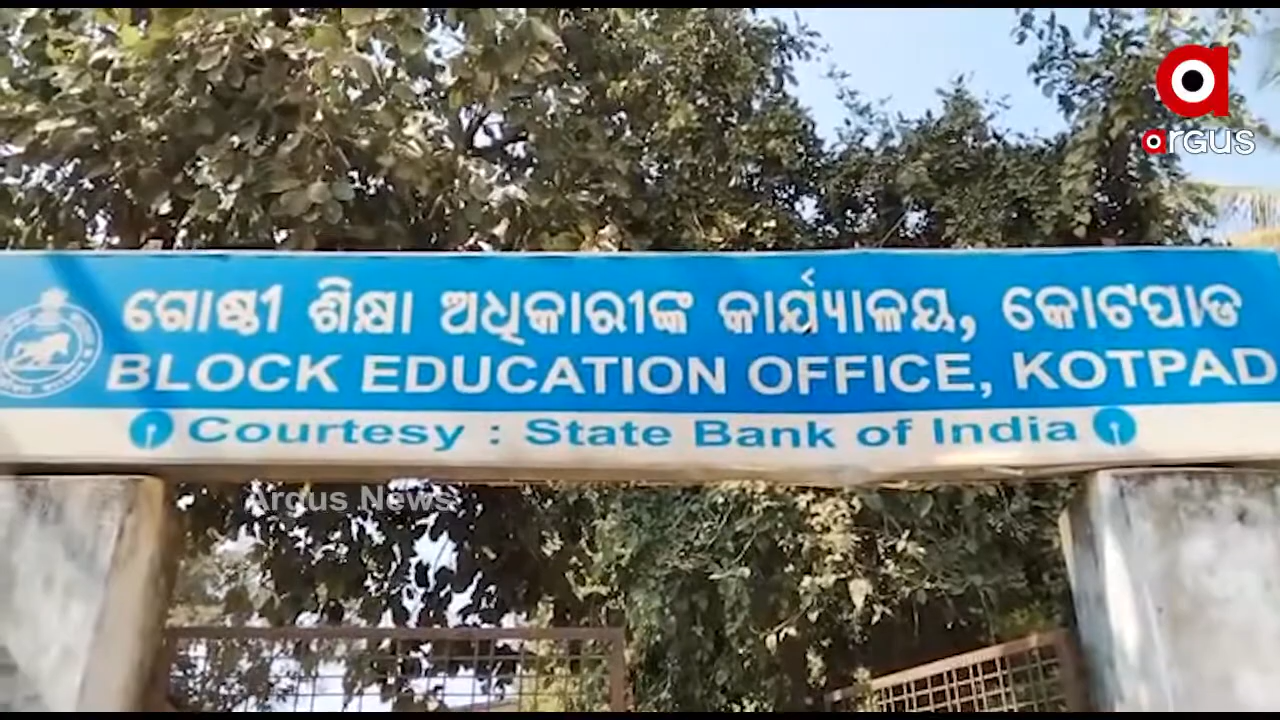 argus
ଗୋଷ୍ଠୀ ଶିକ୍ଷା ଅଧିକାରୀଙ୍କ କାର୍ଯ୍ୟାଳୟ, କୋଟପାଡ
BLOCK EDUCATION OFFICE, KOTPAD
Courtesy : State Bank of India
Argus News